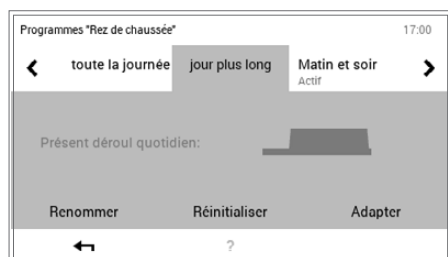 Programmes "Rez de chaussée" 17:00
toute la journée jour plus long Matin et soir
Actif
Présent déroul quotidien:
Renommer Réinitialiser Adapter
?